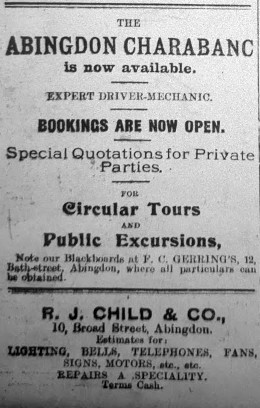 THE
ABINGDON CHARABANC
is now available.
EXPERT DRIVER-MECHANIC.
BOOKINGS ARE NOW OPEN.
Special Quotations for Private
Parties.
FOR
Circular Tours
AND
Public Excursions,
Note our Blackboards at F. C. GERRING'S, 12,
Bath-street, Abingdon, where all particulars can
be obtained.
R. J. CHILD & CO.,
10, Broad Street, Abingdon.
Estimates for:
LIGHTING, BELLS, TELEPHONES, FANS,
SIGNS, MOTORS, etc., etc.
REPAIRS A SPECIALITY.
Terms Cash.